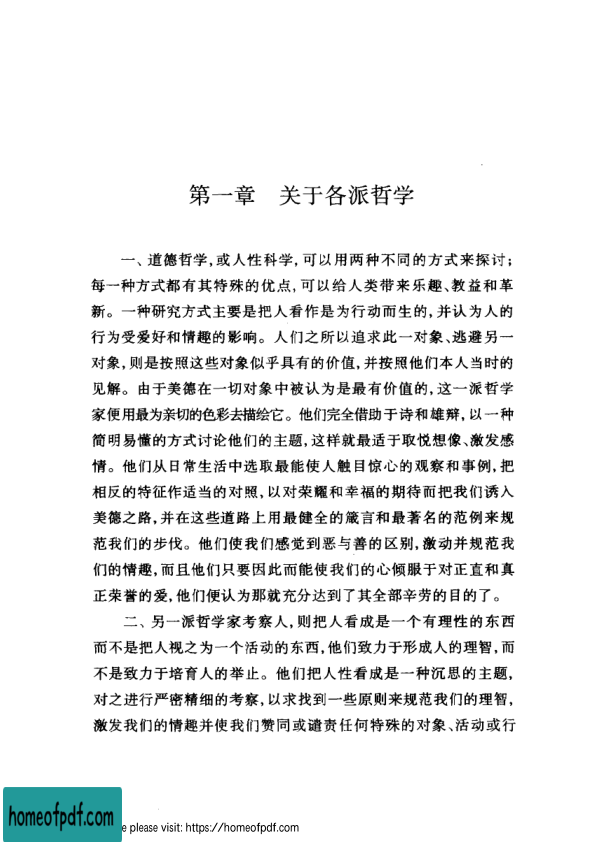 第一章　关于各派哲学
一、道德哲学,或人性科学,可以用两种不同的方式来探讨;
每一种方式都有其特殊的优点,可以给人类带来乐趣、教益和革
新。一种研究方式主要是把人看作是为行动而生的,并认为人的
行为受爱好和情趣的影响。人们之所以追求此一对象、逃避另一
对象,则是按照这些对象似乎具有的价值,并按照他们本人当时的
见解。由于美德在一切对象中被认为是最有价值的,这一派哲学
家便用最为亲切的色彩去描绘它。他们完全借助于诗和雄辩,以一种
简明易懂的方式讨论他们的主题,这样就最适于取悦想像、激发感
情。他们从日常生活中选取最能使人触目惊心的观察和事例,把
相反的特征作适当的对照,以对荣耀和幸福的期待而把我们诱入
美德之路,并在这些道路上用最健全的箴言和最著名的范例来规
范我们的步伐。他们使我们感觉到恶与善的区别,激动并规范我
们的情趣,而且他们只要因此而能使我们的心倾服于对正直和真
正荣誉的爱,他们便认为那就充分达到了其全部辛劳的目的了。
二、另一派哲学家考察人,则把人看成是一个有理性的东西
而不是把人视之为一个活动的东西,他们致力于形成人的理智,而
不是致力于培育人的举止。他们把人性看成是一种沉思的主题,
对之进行严密精细的考察,以求找到一些原则来规范我们的理智,
激发我们的情趣并使我们赞同或谴责任何特殊的对象、活动或行
homeofpdf.com
e please visit: https://homeofpdf.com